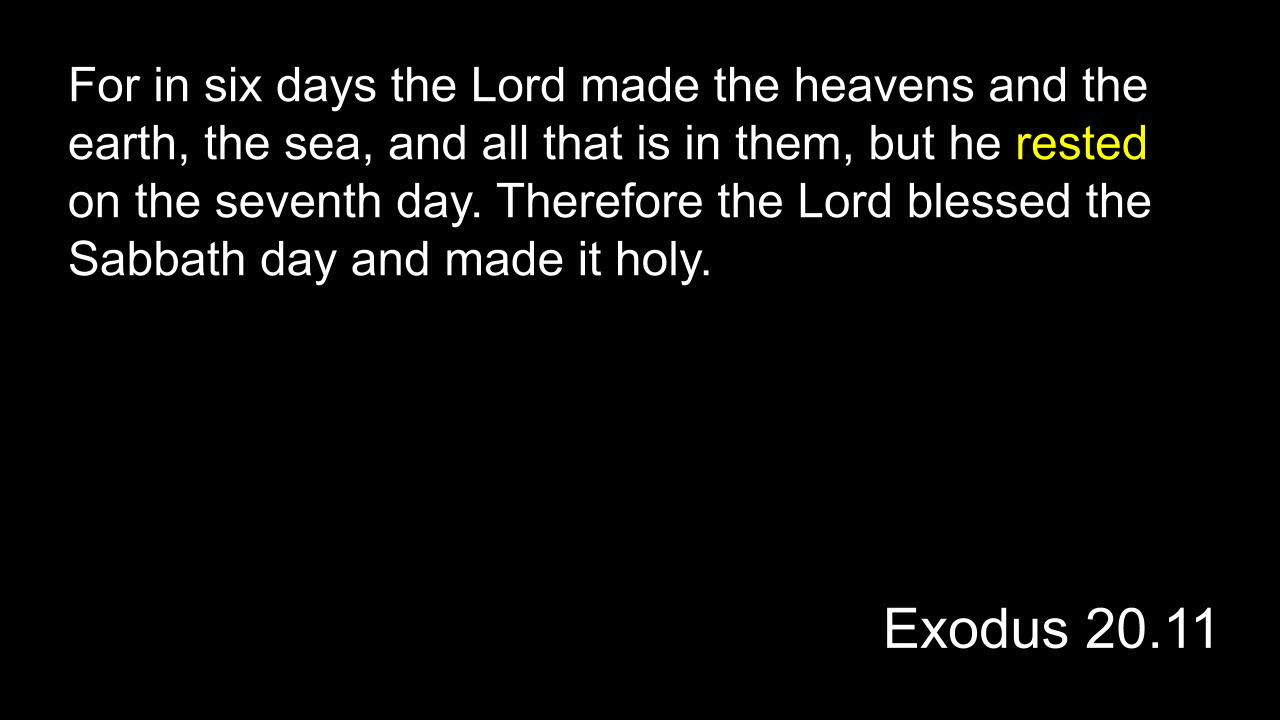 For in six days the Lord made the heavens and the
earth, the sea, and all that is in them, but he rested
on the seventh day. Therefore the Lord blessed the
Sabbath day and made it holy.
Exodus 20.11